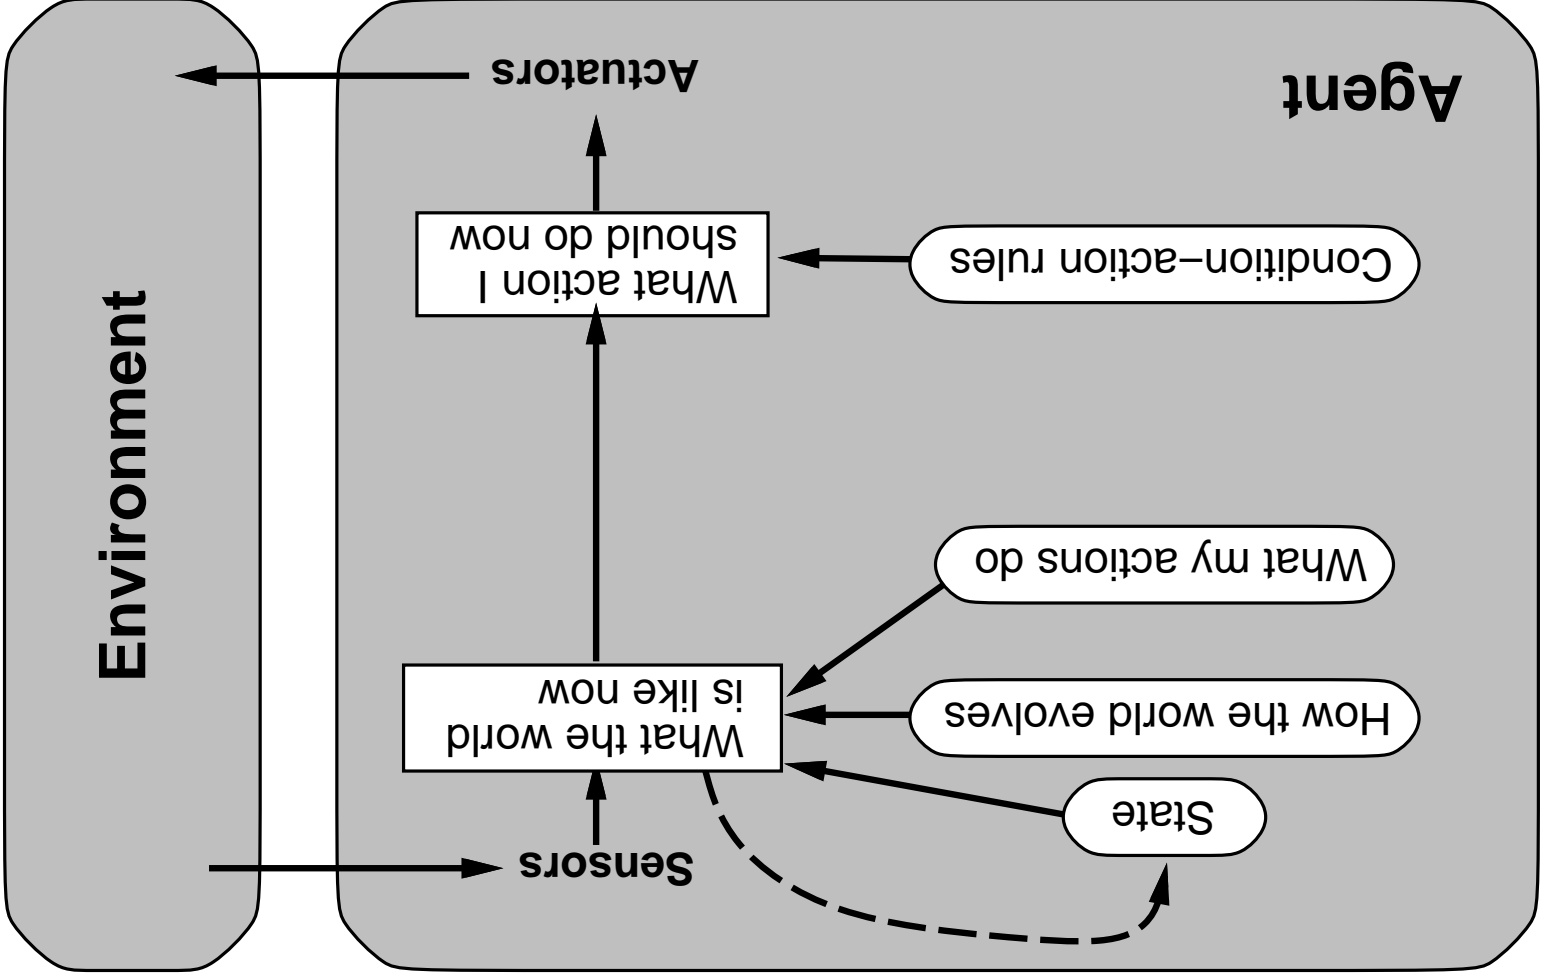 Sensors
State
What the world
is like now
How the world evolves
What my actions do
Condition–action rules
What action I
should do now
Agent
Actuators
Environment